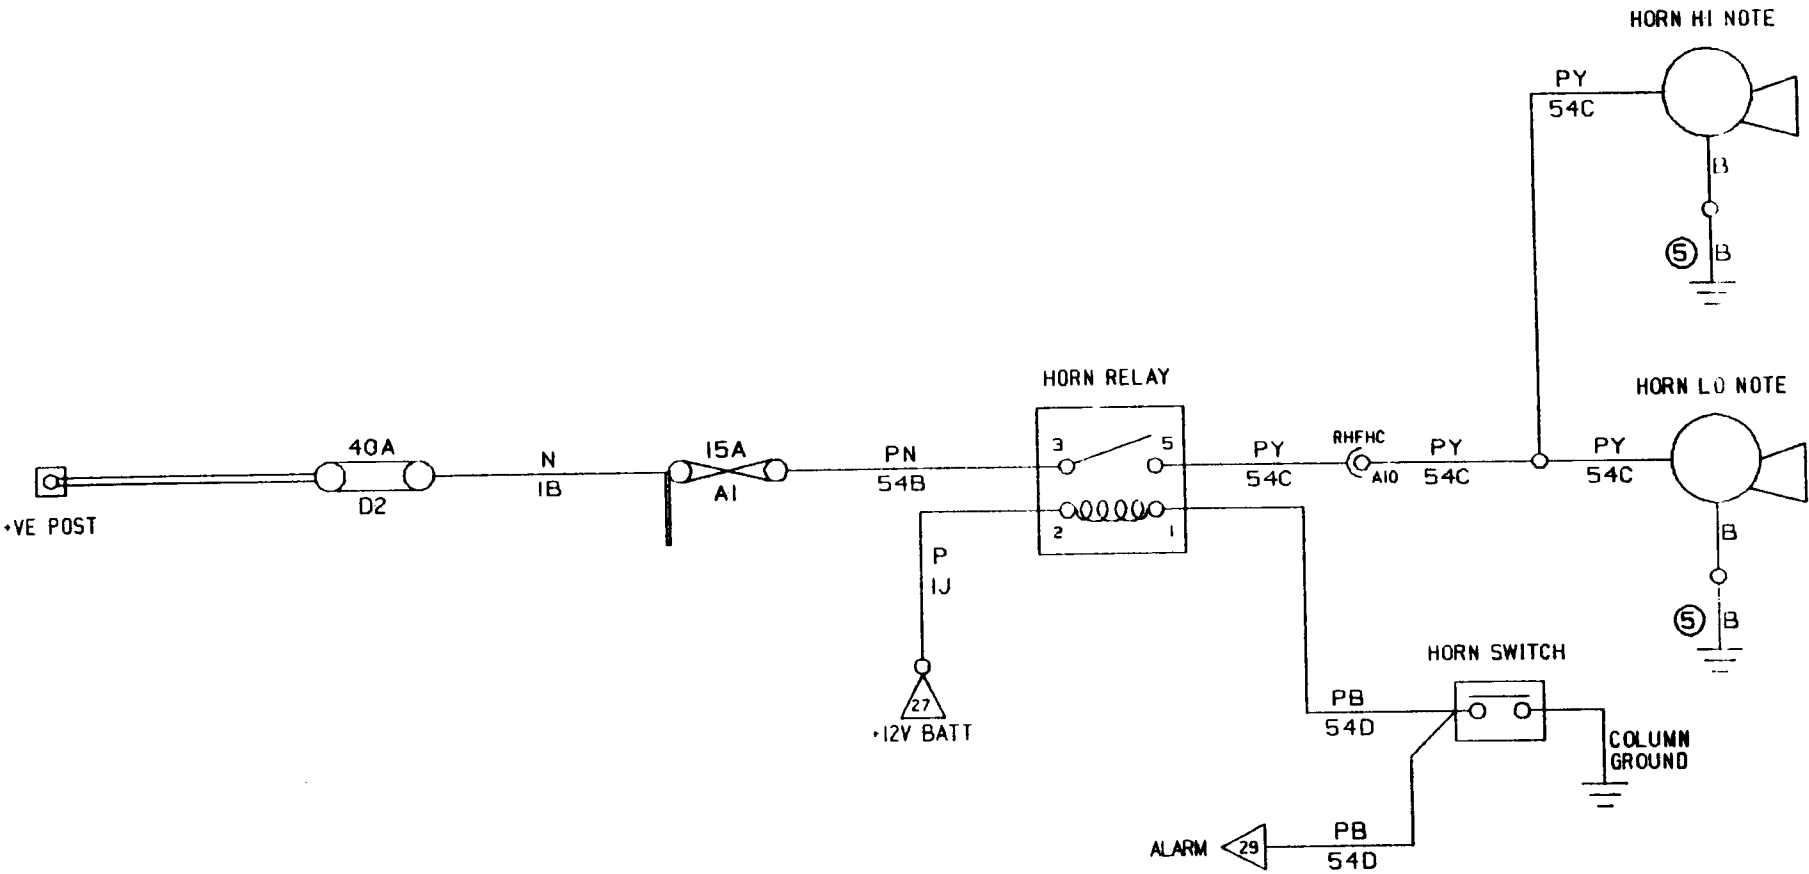 HORN HI NOTE
PY
54C
B
5
B
HORN RELAY
HORN LO NOTE
+VE POST
40A
D2
N
1B
15A
A1
PN
54B
3
5
2
1
PY
54C
RHFHC
A10
PY
54C
PY
54C
B
5
B
P
1J
27
+12V BATT
HORN SWITCH
PB
54D
COLUMN
GROUND
ALARM
29
PB
54D